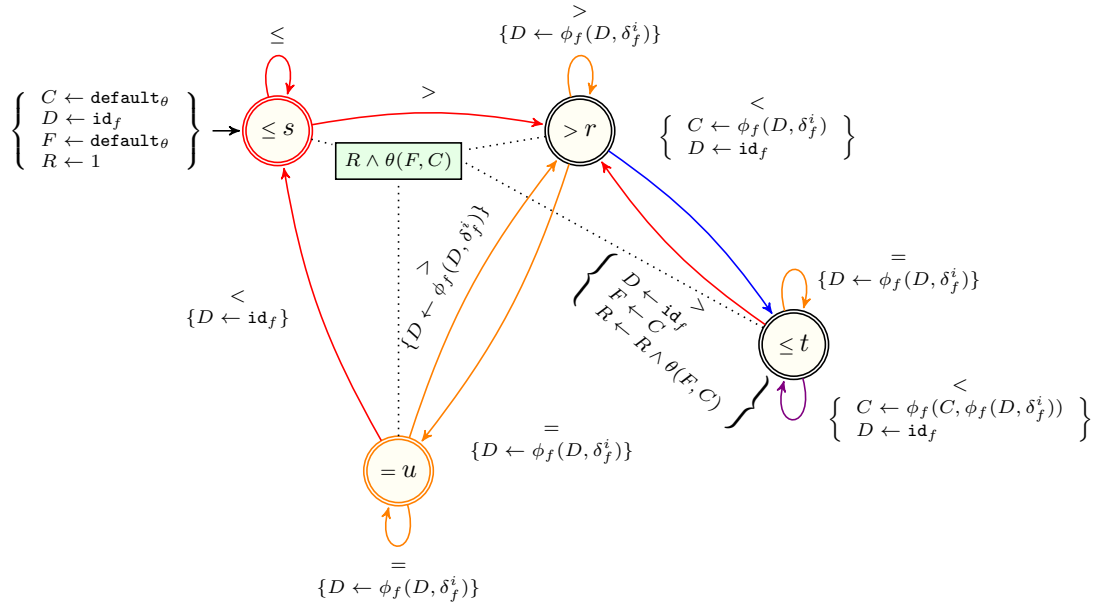 >
{D ← ϕ_f(D, δ_f^i)}
≤
{ C ← default_θ
D ← id_f
F ← default_θ
R ← 1 }
≤ s
>
> r
<
{ C ← ϕ_f(D, δ_f^i)
D ← id_f }
R ∧ θ(F, C)
=
{D ← ϕ_f(D, δ_f^i)}
<
{D ← id_f}
>
{D ← ϕ_f(D, δ_f^i)}
>
{ D ← id_f
F ← C
R ← R ∧ θ(F, C) }
≤ t
<
{ C ← ϕ_f(C, ϕ_f(D, δ_f^i))
D ← id_f }
=
{D ← ϕ_f(D, δ_f^i)}
= u
=
{D ← ϕ_f(D, δ_f^i)}